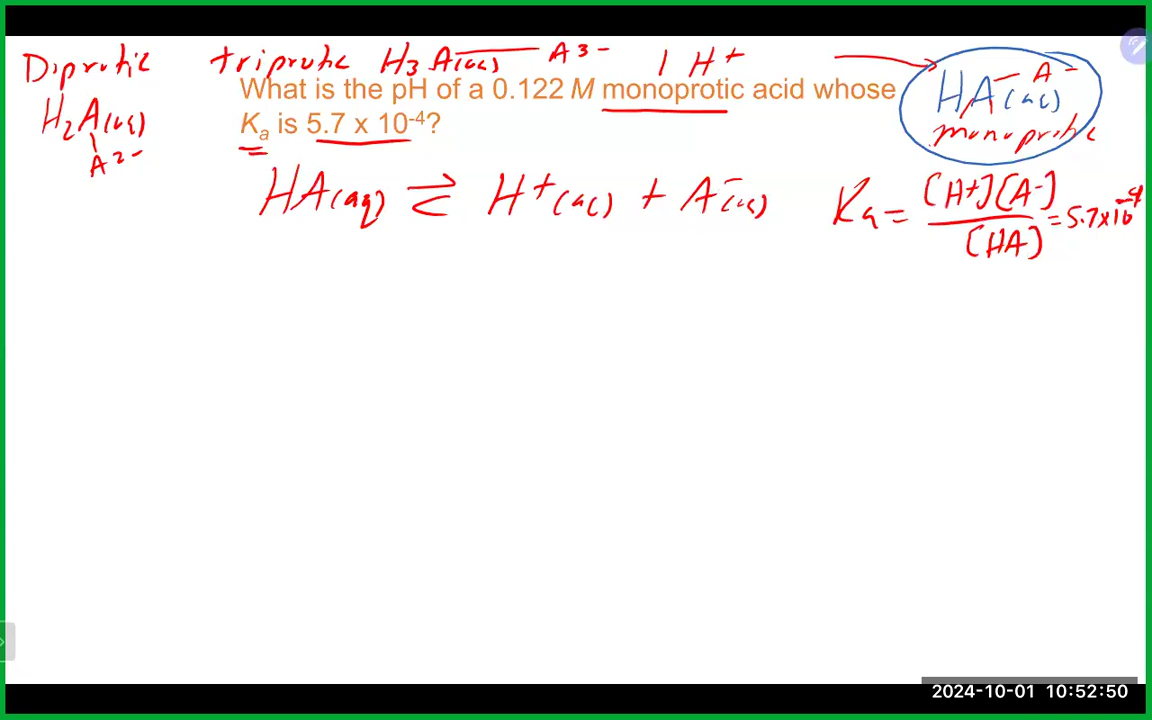 Diprotic triprotic H3A(aq) — A3- 1 H+
What is the pH of a 0.122 M monoprotic acid whose
Ka is 5.7 x 10-4?
H2A(aq)
A2-
HA(aq) A-
monoprotic
HA(aq) ⇌ H+(aq) + A-(aq) Ka = [H+][A-] / [HA] = 5.7x10-4
2024-10-01 10:52:50